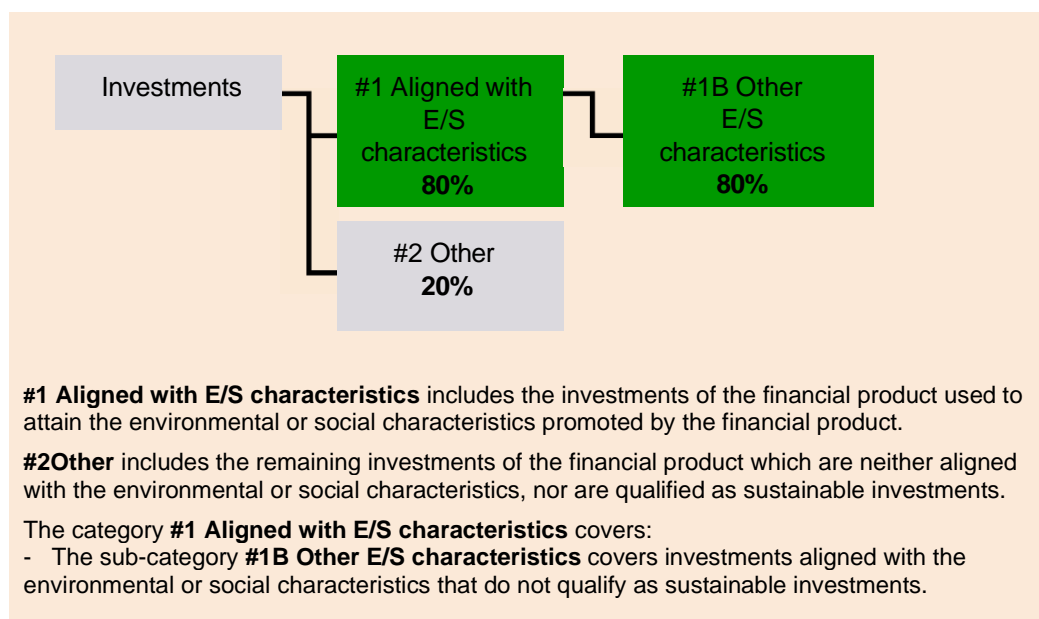 Investments
#1 Aligned with
E/S
characteristics
80%
#1B Other
E/S
characteristics
80%
#2 Other
20%
#1 Aligned with E/S characteristics includes the investments of the financial product used to
attain the environmental or social characteristics promoted by the financial product.
#2Other includes the remaining investments of the financial product which are neither aligned
with the environmental or social characteristics, nor are qualified as sustainable investments.
The category #1 Aligned with E/S characteristics covers:
- The sub-category #1B Other E/S characteristics covers investments aligned with the
environmental or social characteristics that do not qualify as sustainable investments.